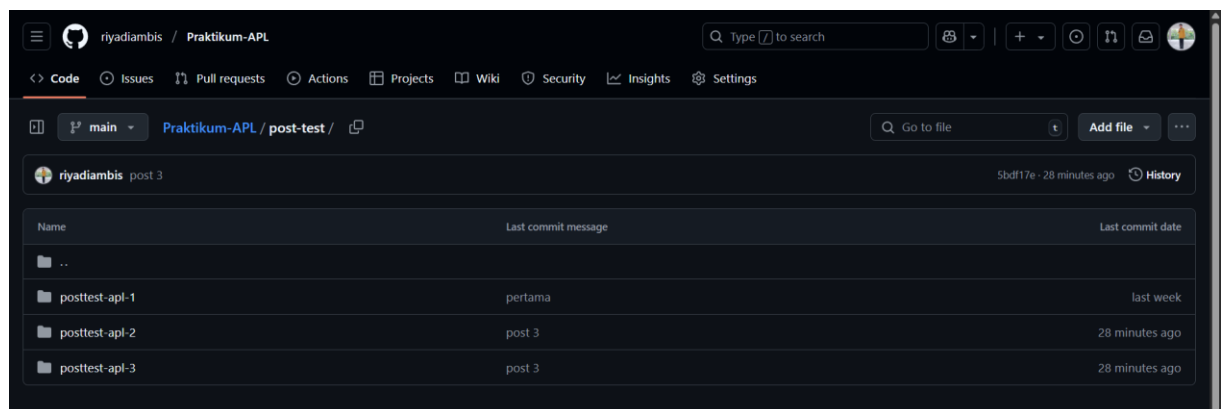 riyadiambis / Praktikum-APL Type / to search
Code Issues Pull requests Actions Projects Wiki Security Insights Settings
main Praktikum-APL / post-test / Go to file t Add file
riyadiambis post 3 5bdf17e · 28 minutes ago History
Name Last commit message Last commit date
..
posttest-apl-1 pertama last week
posttest-apl-2 post 3 28 minutes ago
posttest-apl-3 post 3 28 minutes ago